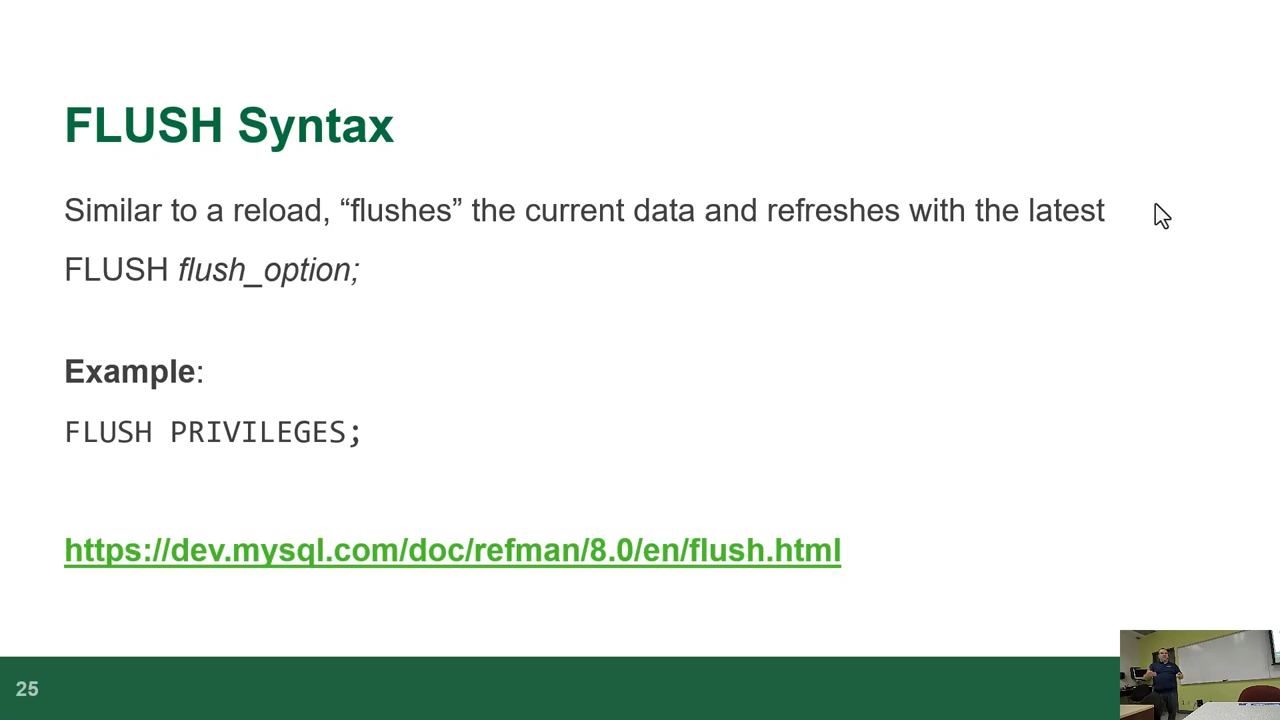 FLUSH Syntax
Similar to a reload, “flushes” the current data and refreshes with the latest
FLUSH flush_option;
Example:
FLUSH PRIVILEGES;
https://dev.mysql.com/doc/refman/8.0/en/flush.html
25